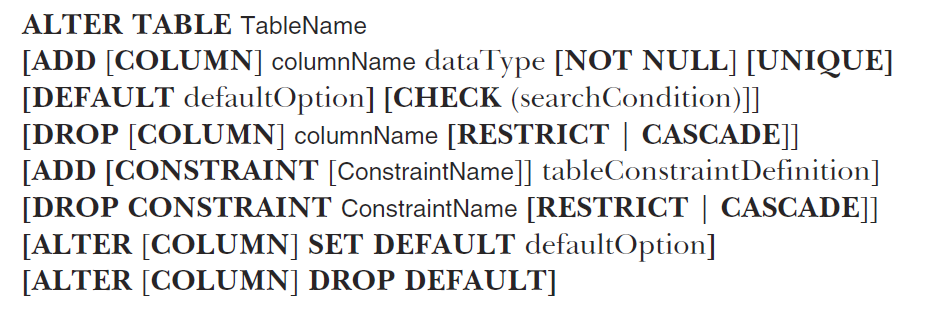 ALTER TABLE TableName
[ADD [COLUMN] columnName dataType [NOT NULL] [UNIQUE]
[DEFAULT defaultOption] [CHECK (searchCondition)]]
[DROP [COLUMN] columnName [RESTRICT | CASCADE]]
[ADD [CONSTRAINT [ConstraintName]] tableConstraintDefinition]
[DROP CONSTRAINT ConstraintName [RESTRICT | CASCADE]]
[ALTER [COLUMN] SET DEFAULT defaultOption]
[ALTER [COLUMN] DROP DEFAULT]